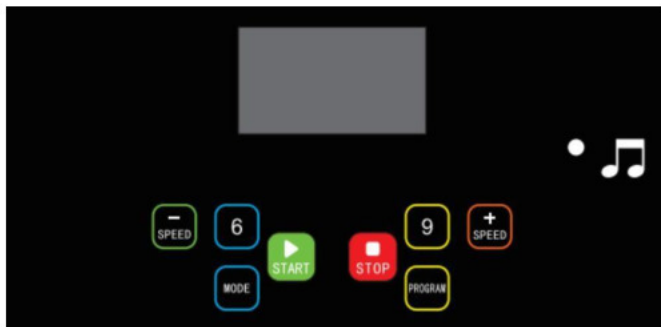 −
SPEED
6
START
STOP
9
+
SPEED
MODE
PROGRAM